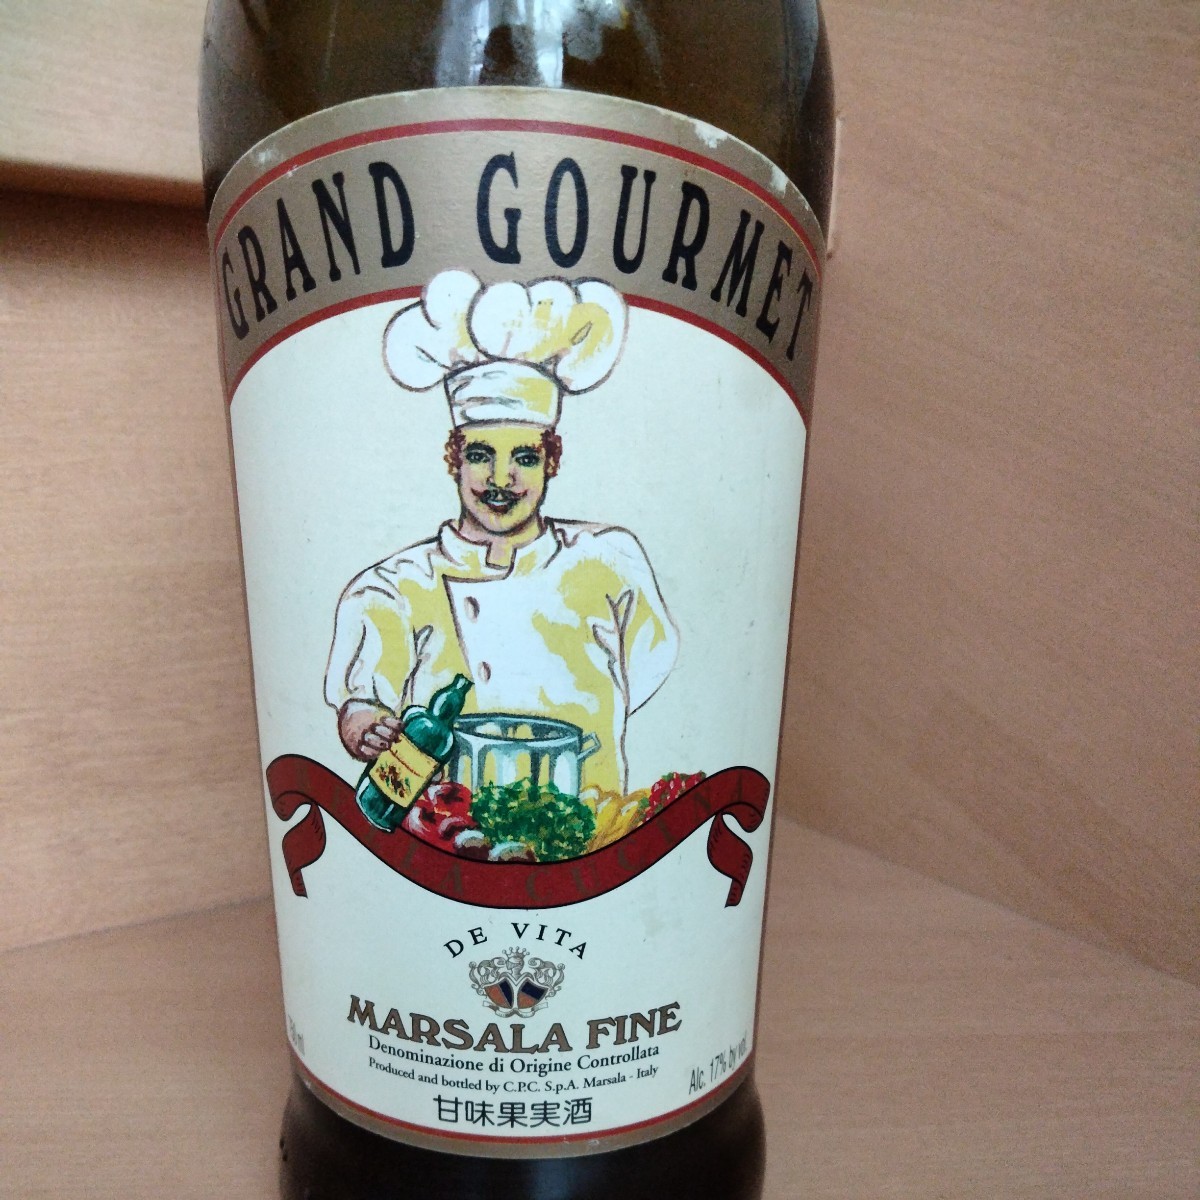 GRAND GOURMET
DE VITA
MARSALA FINE
Denominazione di Origine Controllata
Produced and bottled by C.P.C. S.p.A. Marsala - Italy
Alc. 17% by vol.
甘味果実酒